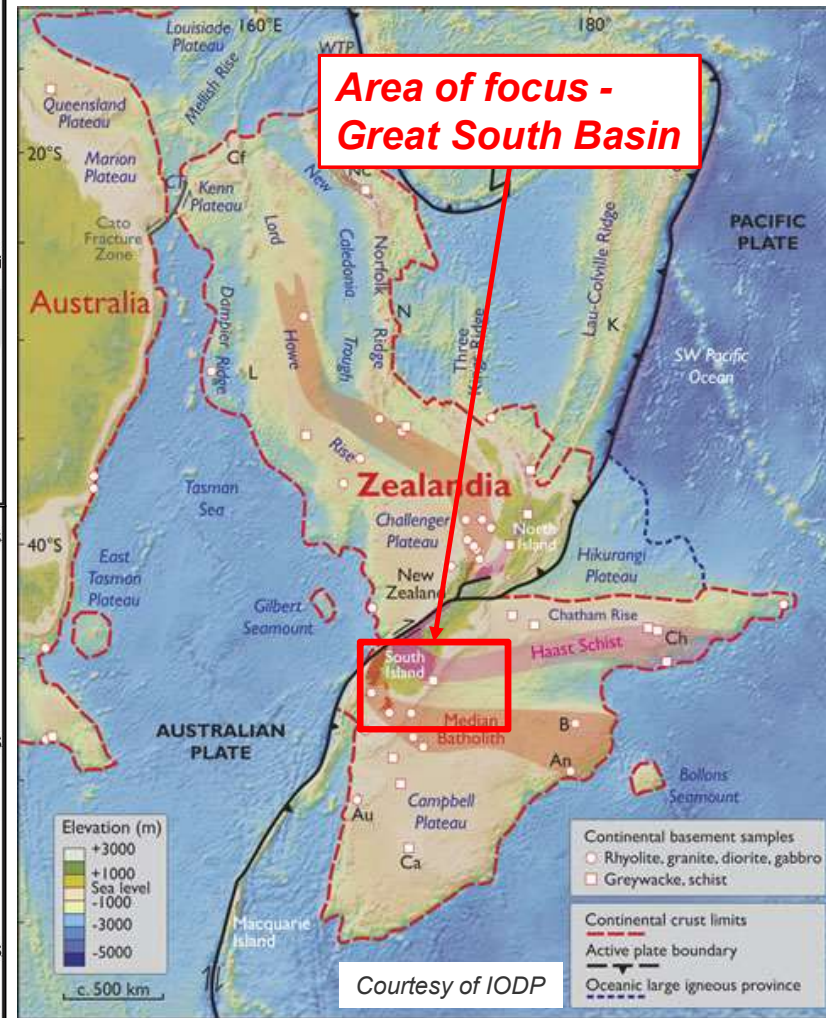 Louisiade
Plateau
160°E
180°
WTP
Mellish Rise
Area of focus -
Great South Basin
Queensland
Plateau
20°S
Marion
Plateau
Cf
CT
Kenn
Plateau
NC
New
Caledonia
Trough
Lord
Howe
Rise
Norfolk
Ridge
Cato
Fracture
Zone
Lau-Colville Ridge
PACIFIC
PLATE
Australia
Dampier Ridge
L
N
K
Three
Ridge
SW Pacific
Ocean
Tasman
Sea
Zealandia
Challenger
Plateau
North
Island
40°S
East
Tasman
Plateau
New
Zealan
Hikurangi
Plateau
Gilbert
Seamount
Chatham Rise
Haast Schist
Ch
South
Island
AUSTRALIAN
PLATE
Median
Batholith
B
An
Bollons
Seamount
Au
Campbell
Plateau
Ca
Macquarie
Island
Elevation (m)
+3000
+1000
Sea level
-1000
-3000
-5000
c. 500 km
Courtesy of IODP
Continental basement samples
Rhyolite, granite, diorite, gabbro
Greywacke, schist
Continental crust limits
Active plate boundary
Oceanic large igneous province